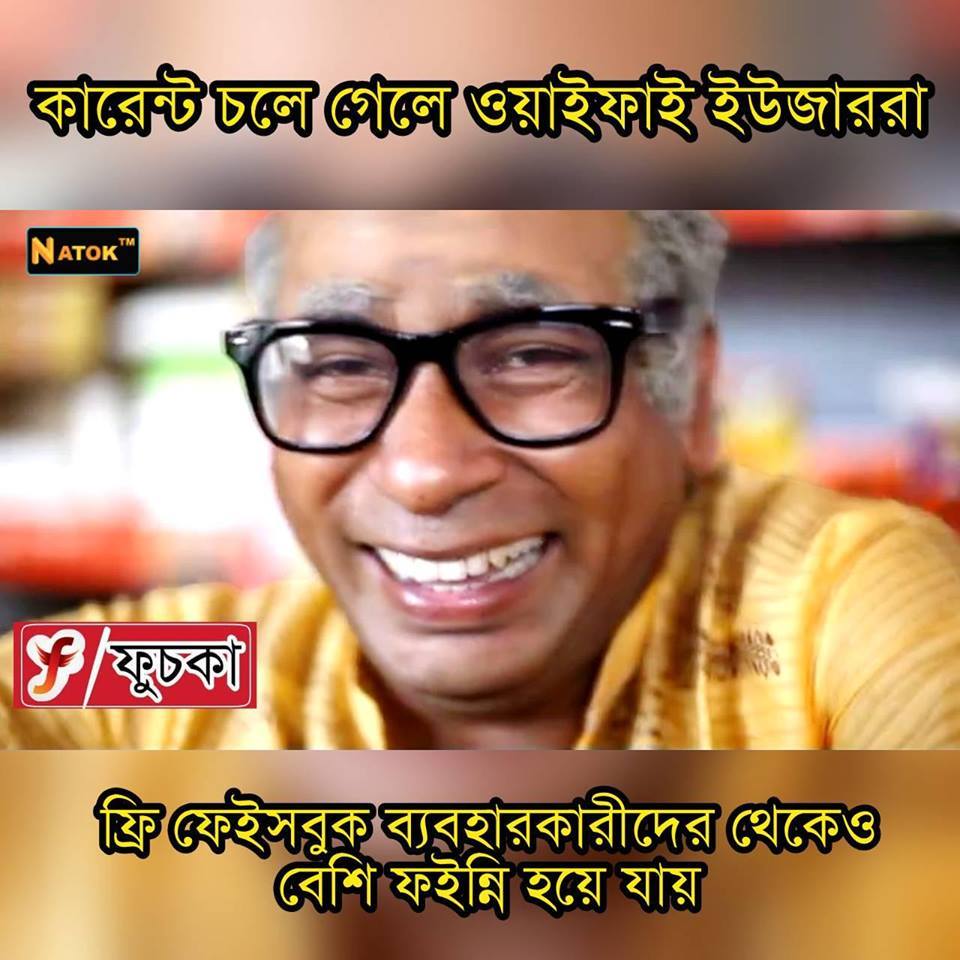 কারেন্ট চলে গেলে ওয়াইফাই ইউজাররা
NATOK™
f/ফুচকা
ফ্রি ফেইসবুক ব্যবহারকারীদের থেকেও
বেশি ফইন্নি হয়ে যায়